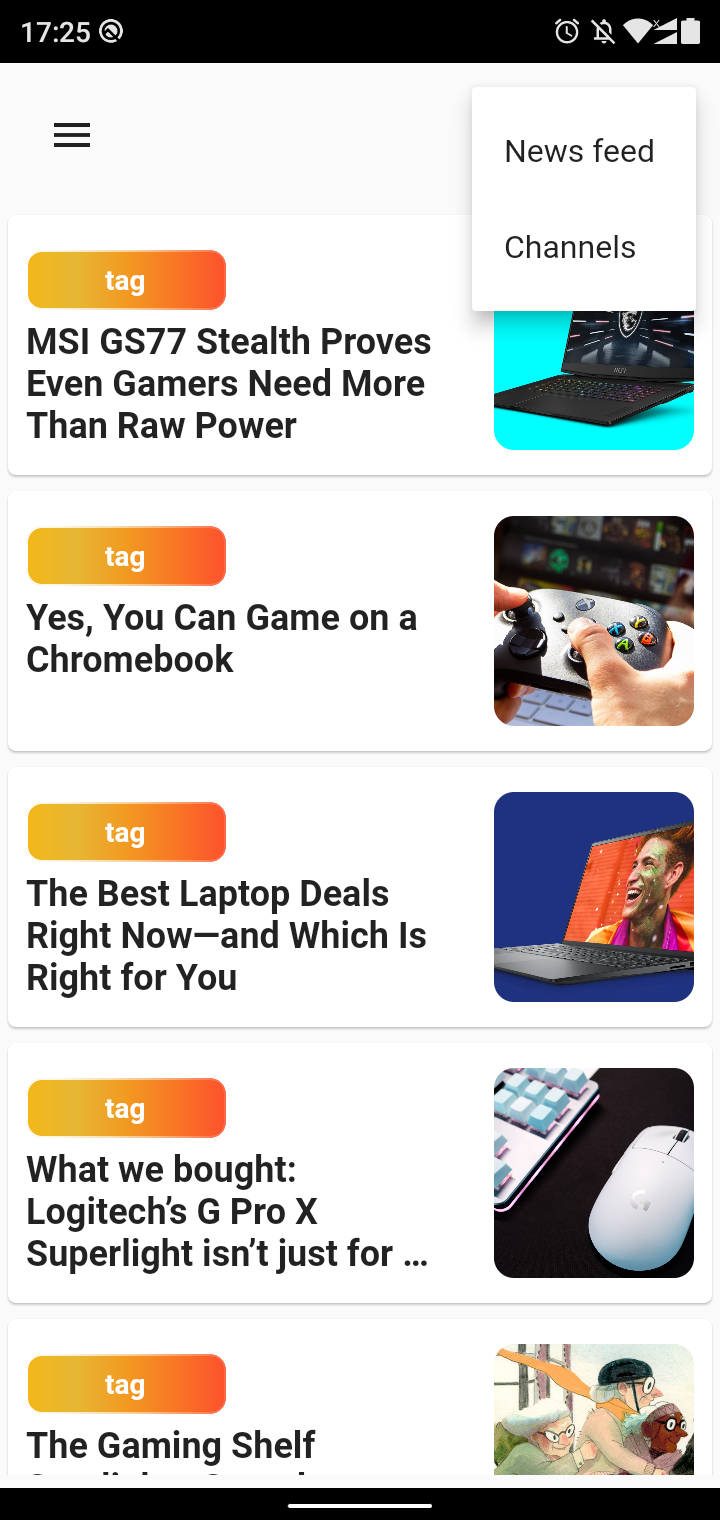 17:25
News feed
Channels
tag
MSI GS77 Stealth Proves
Even Gamers Need More
Than Raw Power
tag
Yes, You Can Game on a
Chromebook
tag
The Best Laptop Deals
Right Now—and Which Is
Right for You
tag
What we bought:
Logitech’s G Pro X
Superlight isn’t just for …
tag
The Gaming Shelf